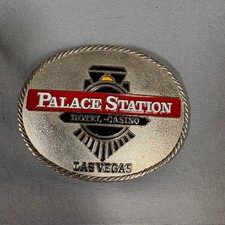 PALACE STATION
HOTEL-CASINO
LAS VEGAS